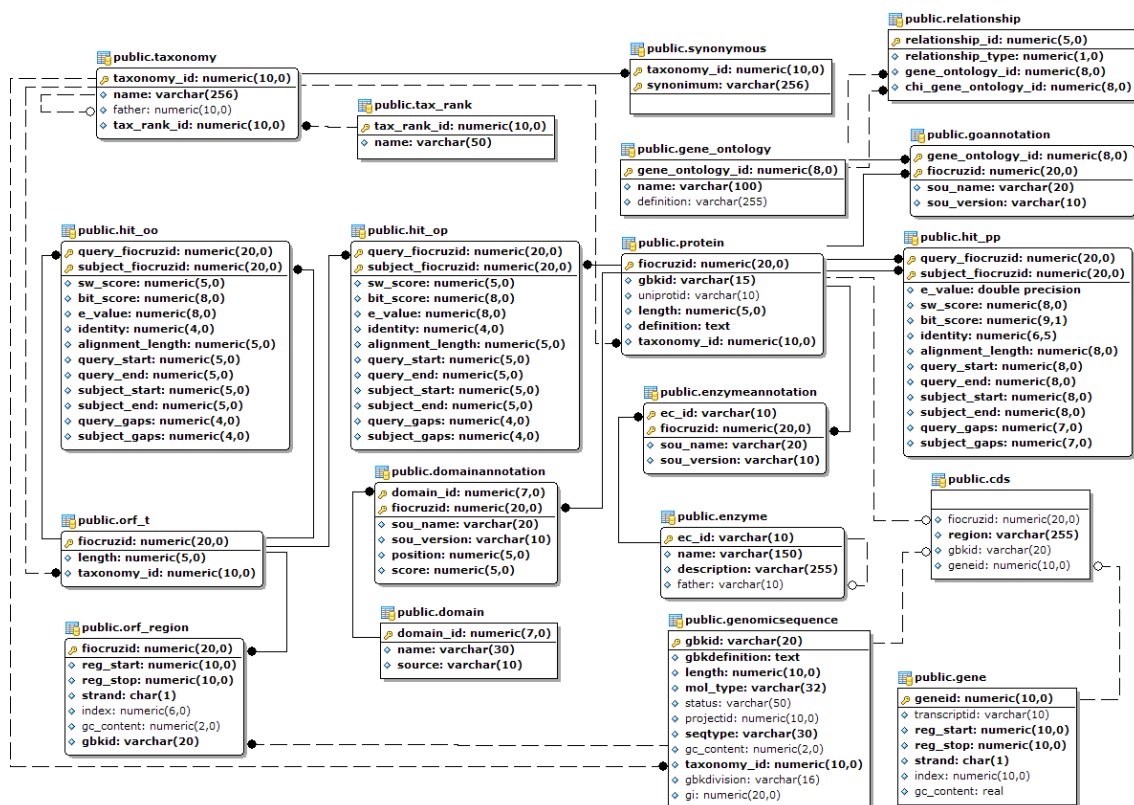 public.taxonomy
taxonomy_id: numeric(10,0)
name: varchar(256)
father: numeric(10,0)
tax_rank_id: numeric(10,0)
public.tax_rank
tax_rank_id: numeric(10,0)
name: varchar(50)
public.synonymous
taxonomy_id: numeric(10,0)
synonimum: varchar(256)
public.relationship
relationship_id: numeric(5,0)
relationship_type: numeric(1,0)
gene_ontology_id: numeric(8,0)
chi_gene_ontology_id: numeric(8,0)
public.gene_ontology
gene_ontology_id: numeric(8,0)
name: varchar(100)
definition: varchar(255)
public.goannotation
gene_ontology_id: numeric(8,0)
fiocruzid: numeric(20,0)
sou_name: varchar(20)
sou_version: varchar(10)
public.hit_oo
query_fiocruzid: numeric(20,0)
subject_fiocruzid: numeric(20,0)
sw_score: numeric(5,0)
bit_score: numeric(8,0)
e_value: numeric(8,0)
identity: numeric(4,0)
alignment_length: numeric(5,0)
query_start: numeric(5,0)
query_end: numeric(5,0)
subject_start: numeric(5,0)
subject_end: numeric(5,0)
query_gaps: numeric(4,0)
subject_gaps: numeric(4,0)
public.hit_op
query_fiocruzid: numeric(20,0)
subject_fiocruzid: numeric(20,0)
sw_score: numeric(5,0)
bit_score: numeric(8,0)
e_value: numeric(8,0)
identity: numeric(4,0)
alignment_length: numeric(5,0)
query_start: numeric(5,0)
query_end: numeric(5,0)
subject_start: numeric(5,0)
subject_end: numeric(5,0)
query_gaps: numeric(4,0)
subject_gaps: numeric(4,0)
public.protein
fiocruzid: numeric(20,0)
gbkid: varchar(15)
uniprotid: varchar(10)
length: numeric(5,0)
definition: text
taxonomy_id: numeric(10,0)
public.hit_pp
query_fiocruzid: numeric(20,0)
subject_fiocruzid: numeric(20,0)
e_value: double precision
sw_score: numeric(8,0)
bit_score: numeric(9,1)
identity: numeric(6,5)
alignment_length: numeric(8,0)
query_start: numeric(8,0)
query_end: numeric(8,0)
subject_start: numeric(8,0)
subject_end: numeric(8,0)
query_gaps: numeric(7,0)
subject_gaps: numeric(7,0)
public.enzymeannotation
ec_id: varchar(10)
fiocruzid: numeric(20,0)
sou_name: varchar(20)
sou_version: varchar(10)
public.domainannotation
domain_id: numeric(7,0)
fiocruzid: numeric(20,0)
sou_name: varchar(20)
sou_version: varchar(10)
position: numeric(5,0)
score: numeric(5,0)
public.cds
fiocruzid: numeric(20,0)
region: varchar(255)
gbkid: varchar(20)
geneid: numeric(10,0)
public.orf_t
fiocruzid: numeric(20,0)
length: numeric(5,0)
taxonomy_id: numeric(10,0)
public.enzyme
ec_id: varchar(10)
name: varchar(150)
description: varchar(255)
father: varchar(10)
public.domain
domain_id: numeric(7,0)
name: varchar(30)
source: varchar(10)
public.orf_region
fiocruzid: numeric(20,0)
reg_start: numeric(10,0)
reg_stop: numeric(10,0)
strand: char(1)
index: numeric(6,0)
gc_content: numeric(2,0)
gbkid: varchar(20)
public.genomicsequence
gbkid: varchar(20)
gbkdefinition: text
length: numeric(10,0)
mol_type: varchar(32)
status: varchar(50)
projectid: numeric(10,0)
seqtype: varchar(30)
gc_content: numeric(2,0)
taxonomy_id: numeric(10,0)
gbkdivision: varchar(16)
gi: numeric(20,0)
public.gene
geneid: numeric(10,0)
transcriptid: varchar(10)
reg_start: numeric(10,0)
reg_stop: numeric(10,0)
strand: char(1)
index: numeric(10,0)
gc_content: real